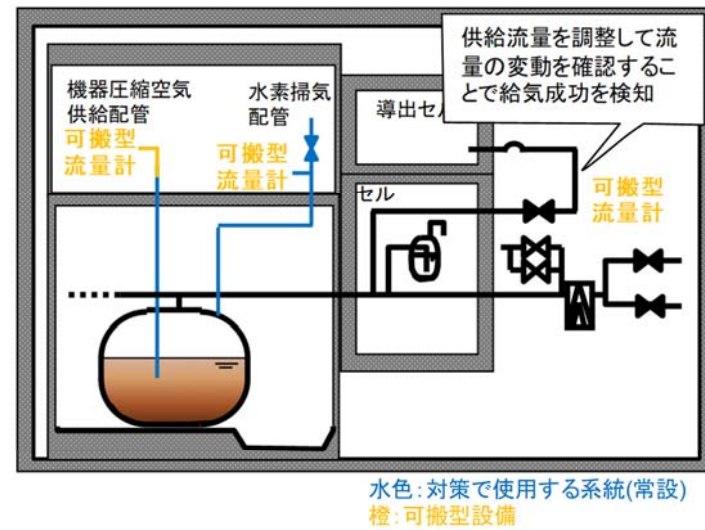 供給流量を調整して流
量の変動を確認するこ
とで給気成功を検知
機器圧縮空気
供給配管
可搬型
流量計
水素掃気
配管
可搬型
流量計
導出セル
可搬型
流量計
セル
水色:対策で使用する系統(常設)
橙:可搬型設備